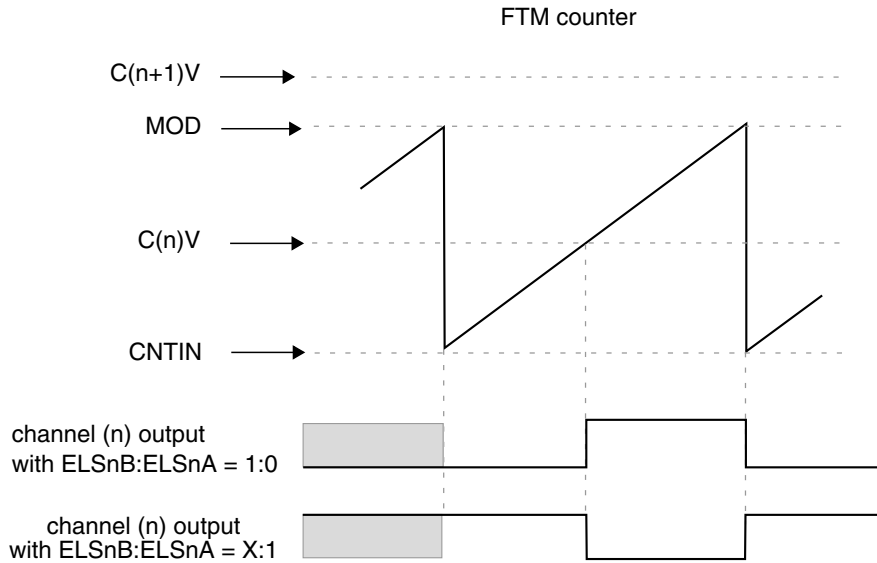 FTM counter
C(n+1)V
MOD
C(n)V
CNTIN
channel (n) output
with ELSnB:ELSnA = 1:0
channel (n) output
with ELSnB:ELSnA = X:1